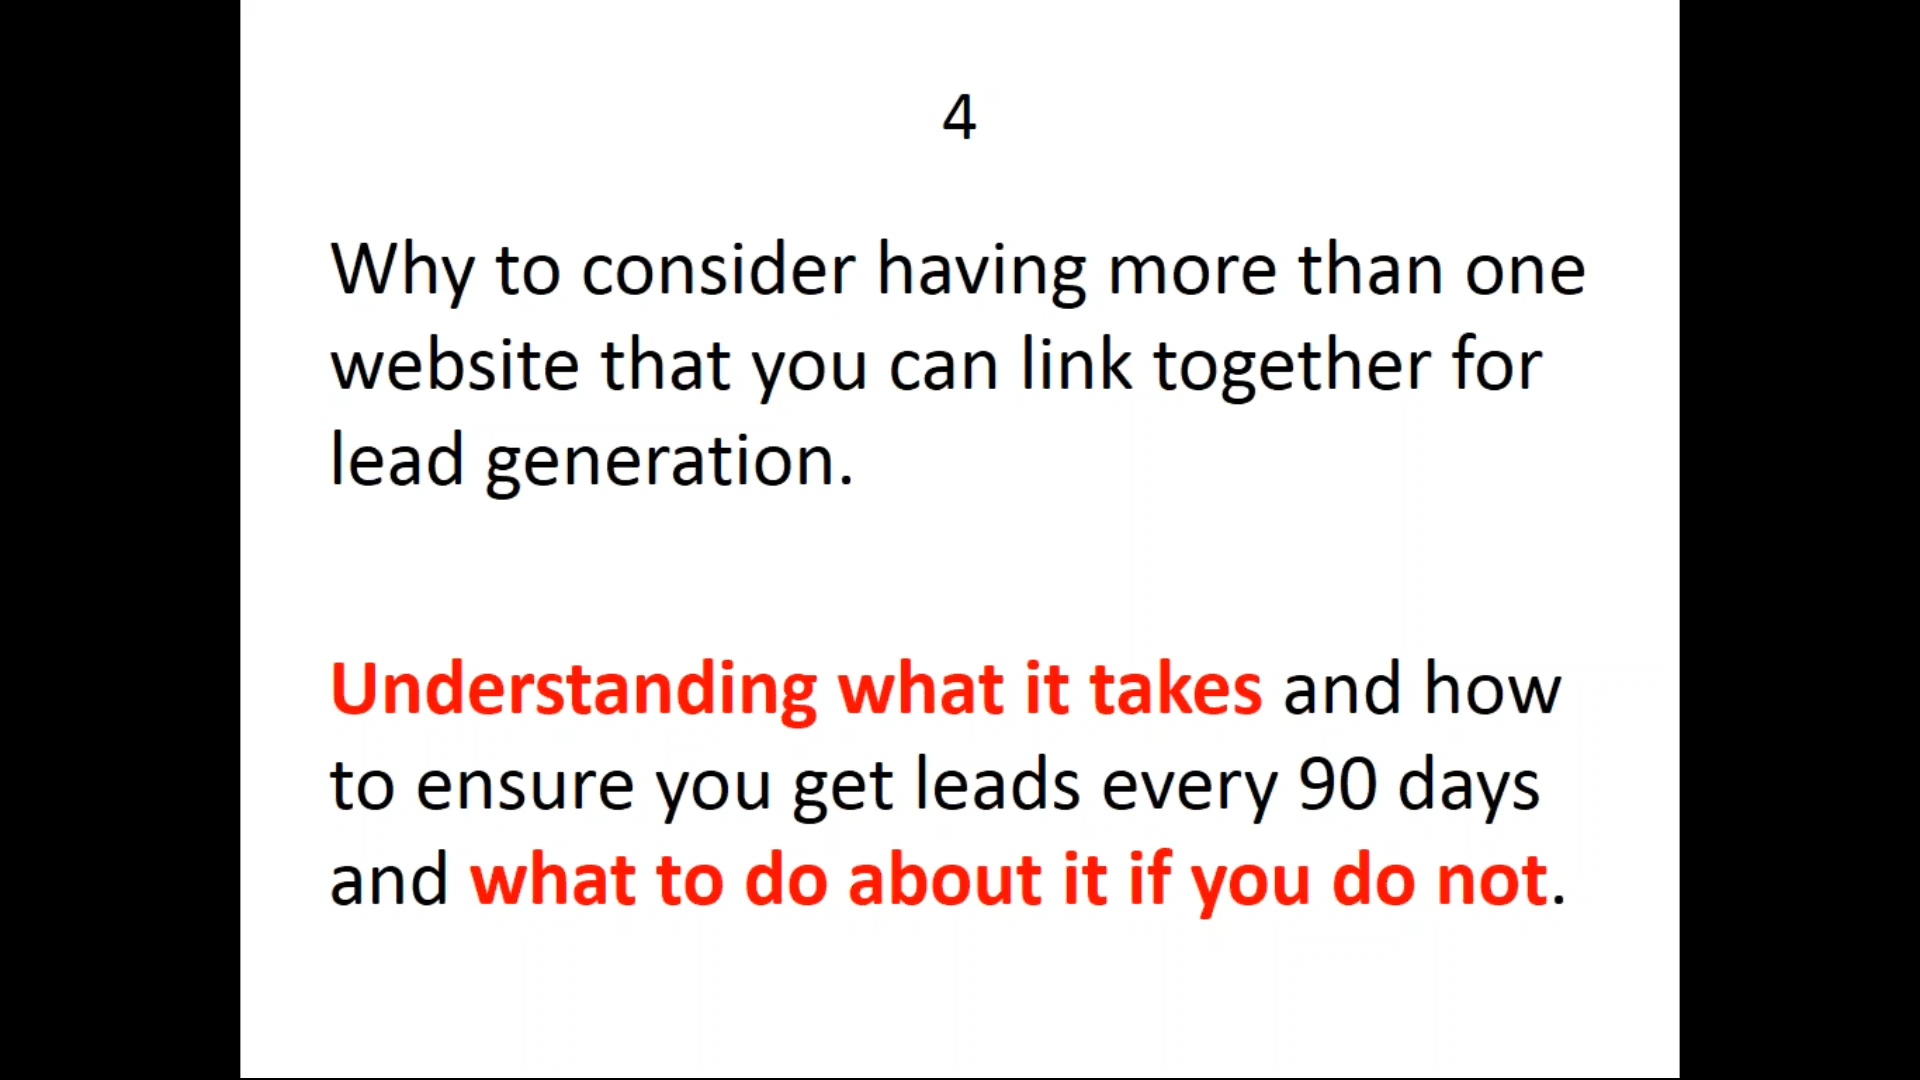 4
Why to consider having more than one
website that you can link together for
lead generation.
Understanding what it takes and how
to ensure you get leads every 90 days
and what to do about it if you do not.